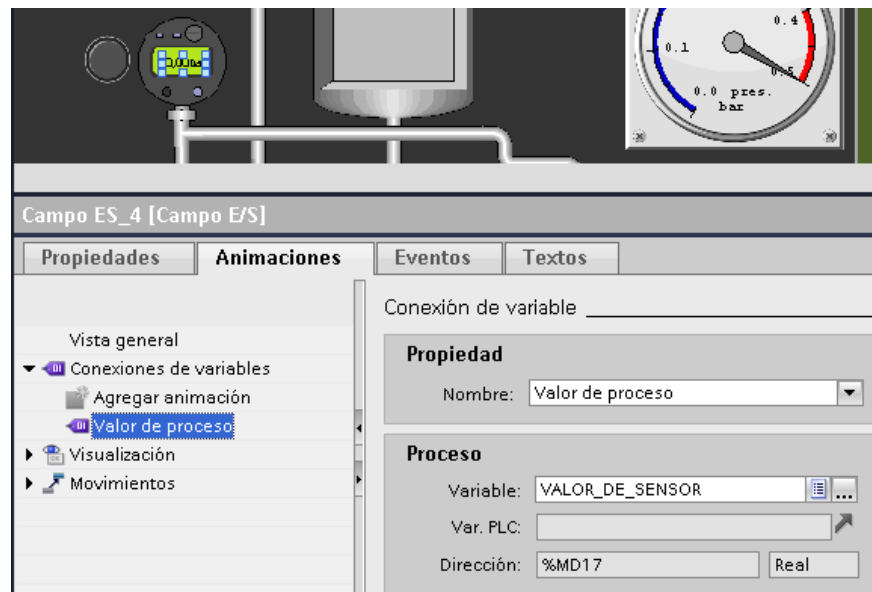 0.4
0.1
0.5
0.0 pres.
bar
Campo ES_4 [Campo E/S]
Propiedades Animaciones Eventos Textos
Conexión de variable
Vista general
Conexiones de variables
Agregar animación
Valor de proceso
Visualización
Movimientos
Propiedad
Nombre: Valor de proceso
Proceso
Variable: VALOR_DE_SENSOR ...
Var. PLC:
Dirección: %MD17 Real